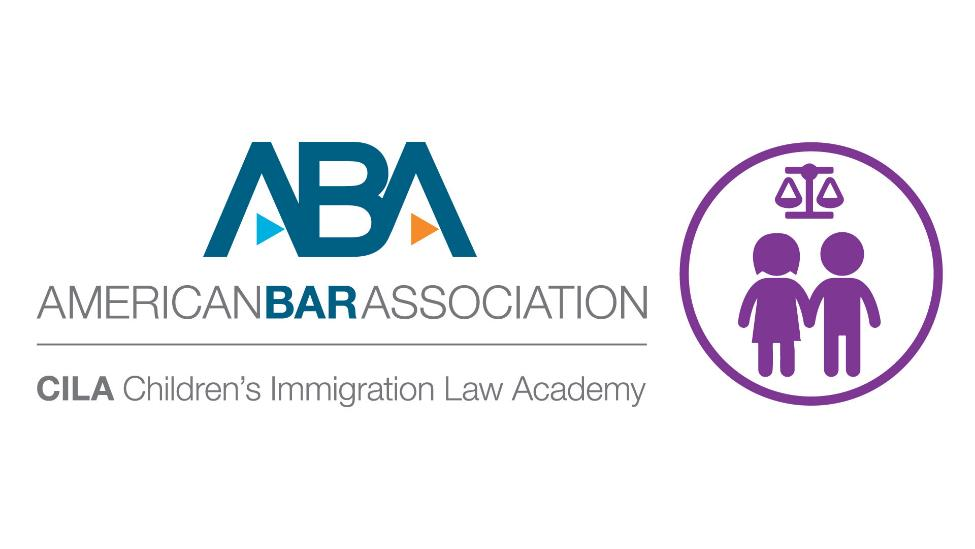 ABA
AMERICANBARASSOCIATION
CILA Children's Immigration Law Academy